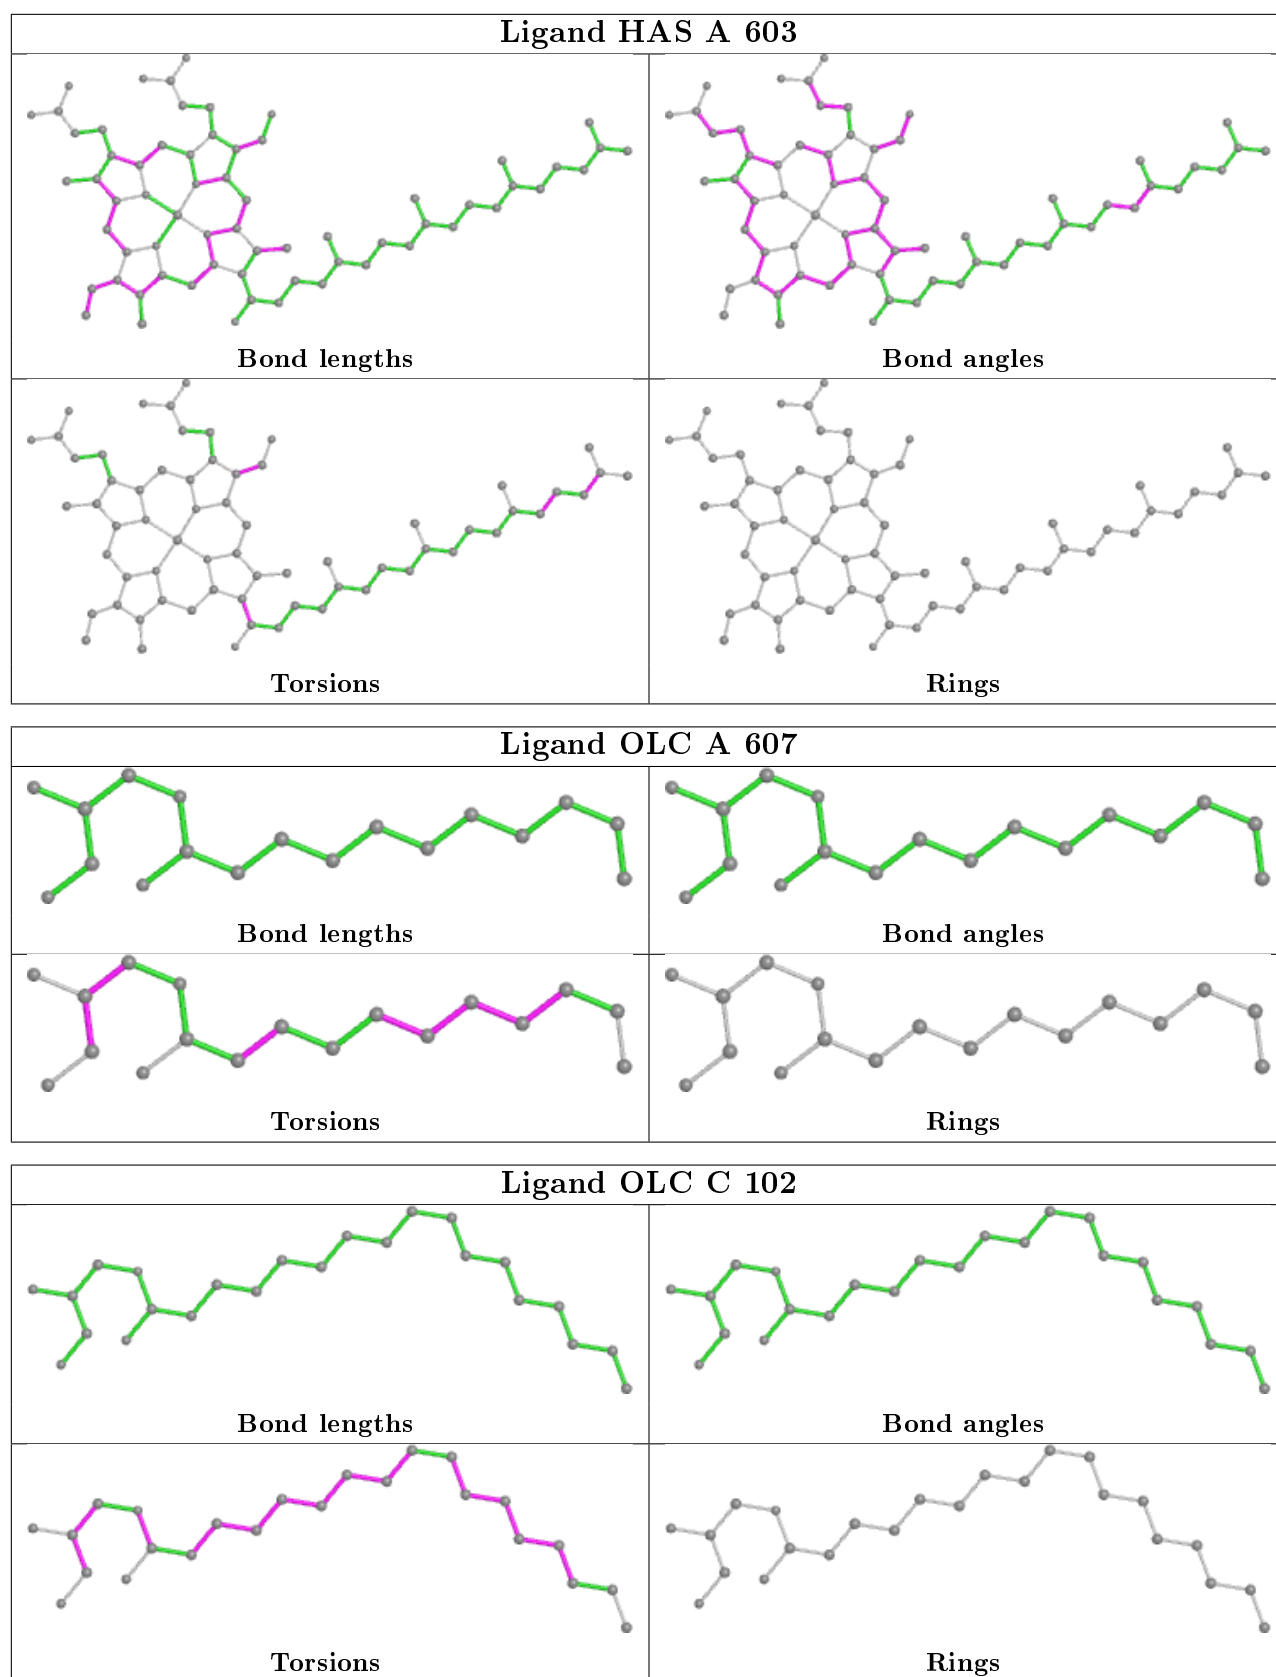 Ligand HAS A 603
Bond lengths
Bond angles
Torsions
Rings
Ligand OLC A 607
Bond lengths
Bond angles
Torsions
Rings
Ligand OLC C 102
Bond lengths
Bond angles
Torsions
Rings